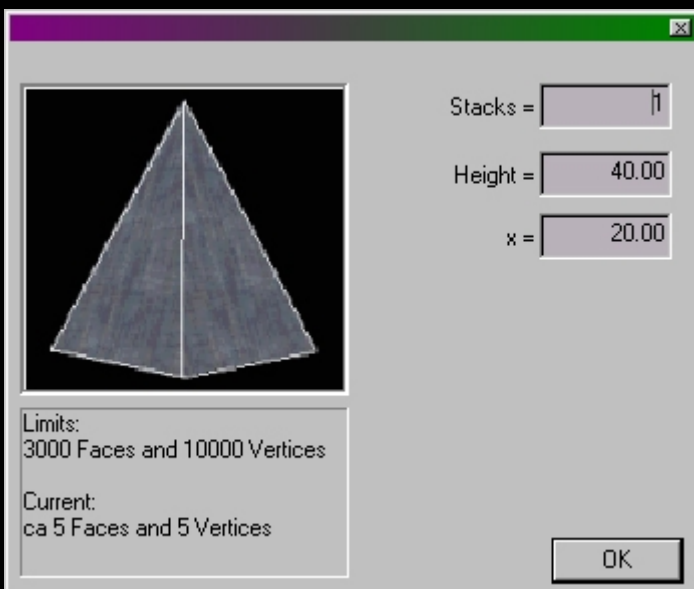 Stacks = 1
Height = 40.00
x = 20.00
Limits:
3000 Faces and 10000 Vertices
Current:
ca 5 Faces and 5 Vertices
OK